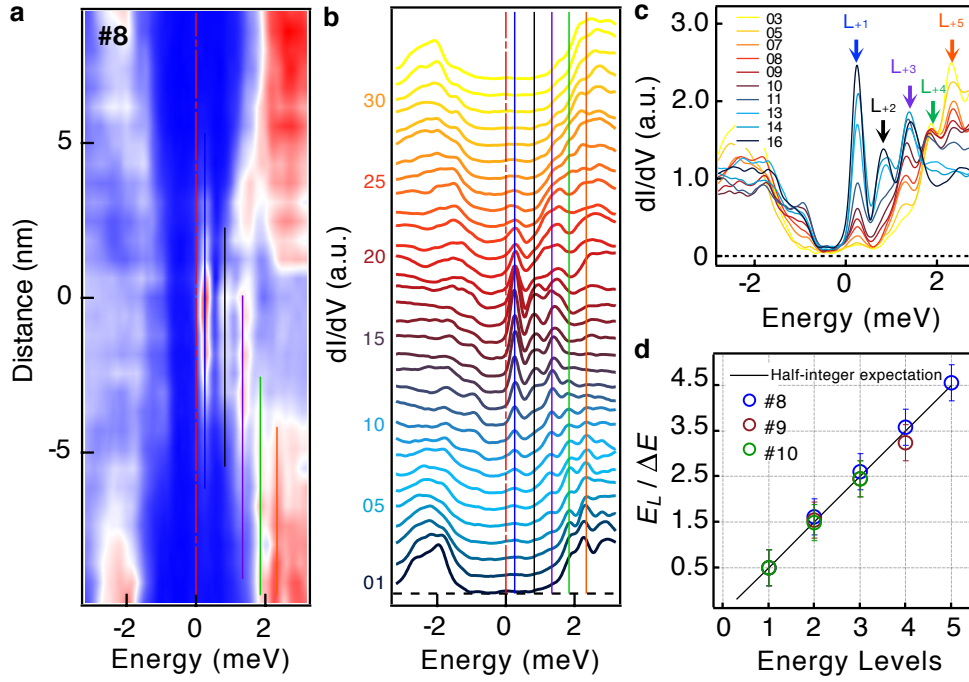 a
#8
Distance (nm)
5
0
-5
-2
0
2
Energy (meV)
b
dI/dV (a.u.)
30
25
20
15
10
05
01
-2
0
2
Energy (meV)
c
dI/dV (a.u.)
3.0
2.0
1.0
0
03
05
07
08
09
10
11
13
14
16
L+1
L+2
L+3
L+4
L+5
-2
0
2
Energy (meV)
d
E_L / ΔE
4.5
3.5
2.5
1.5
0.5
Half-integer expectation
#8
#9
#10
0
1
2
3
4
5
Energy Levels